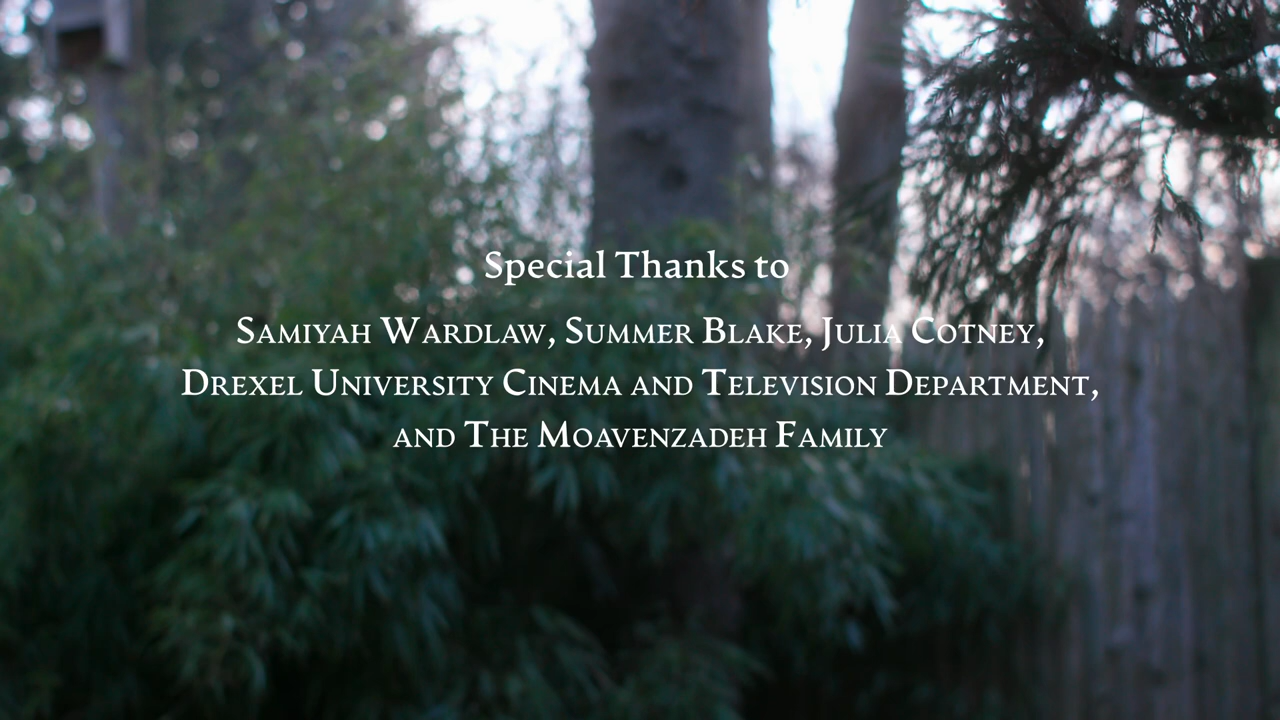 Special Thanks to
Samiyah Wardlaw, Summer Blake, Julia Cotney,
Drexel University Cinema and Television Department,
and The Moavenzadeh Family